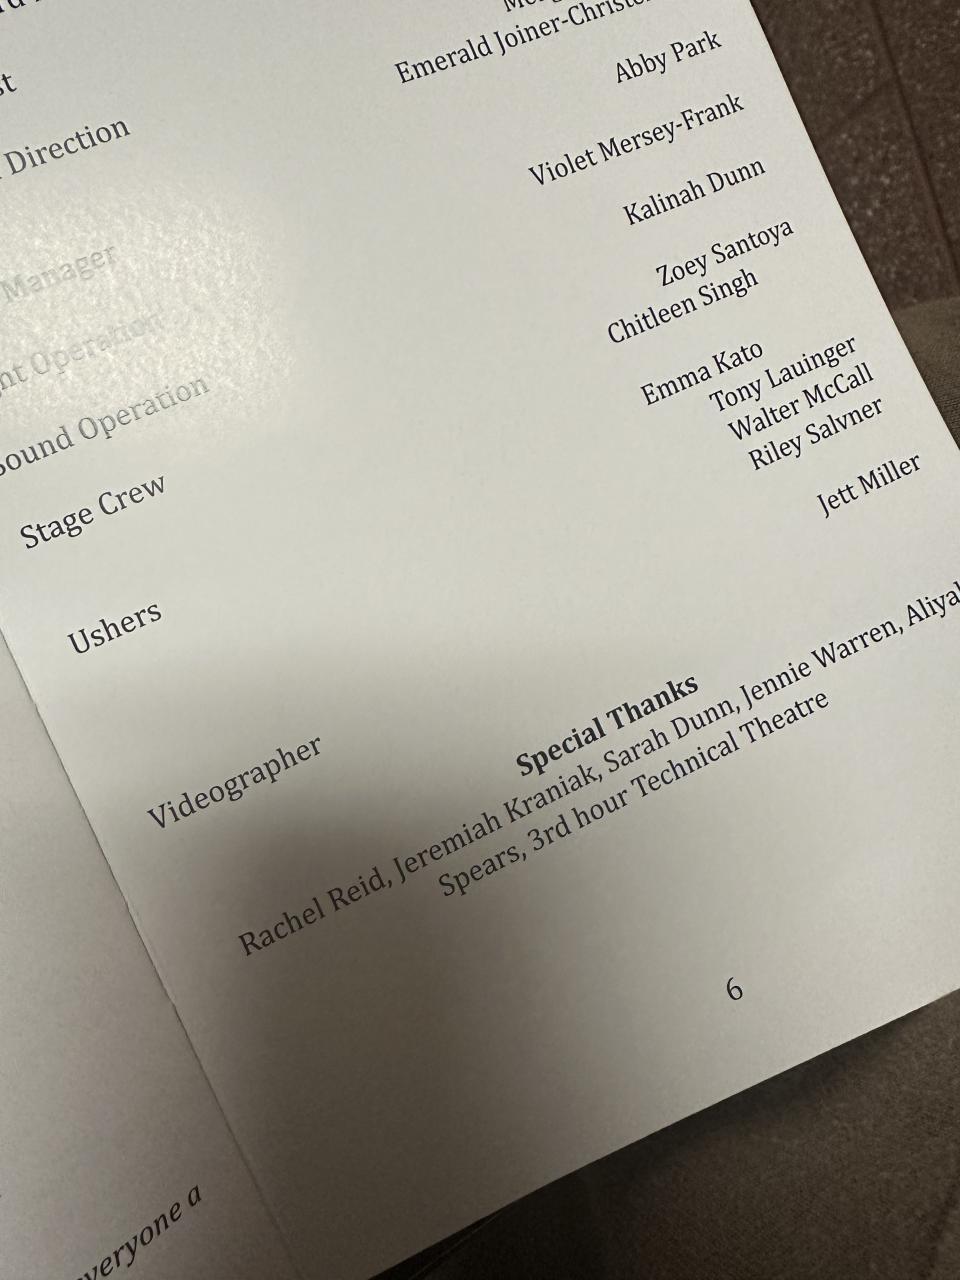 Direction
Emerald Joiner-
Manager Abby Park
Operation Violet Mersey-Frank
Sound Operation Kalinah Dunn
Stage Crew Zoey Santoya
Chitleen Singh
Ushers Emma Kato
Tony Lauinger
Walter McCall
Riley Salvner
Videographer Jett Miller
Special Thanks
Rachel Reid, Jeremiah Kraniak, Sarah Dunn, Jennie Warren,
Spears, 3rd hour Technical Theatre
6
everyone a